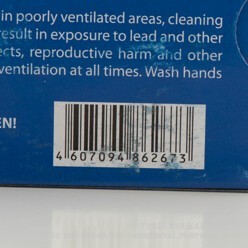 in poorly ventilated areas, cleaning
result in exposure to lead and other
ects, reproductive harm and other
ventilation at all times. Wash hands
EN!
4 607094 862673